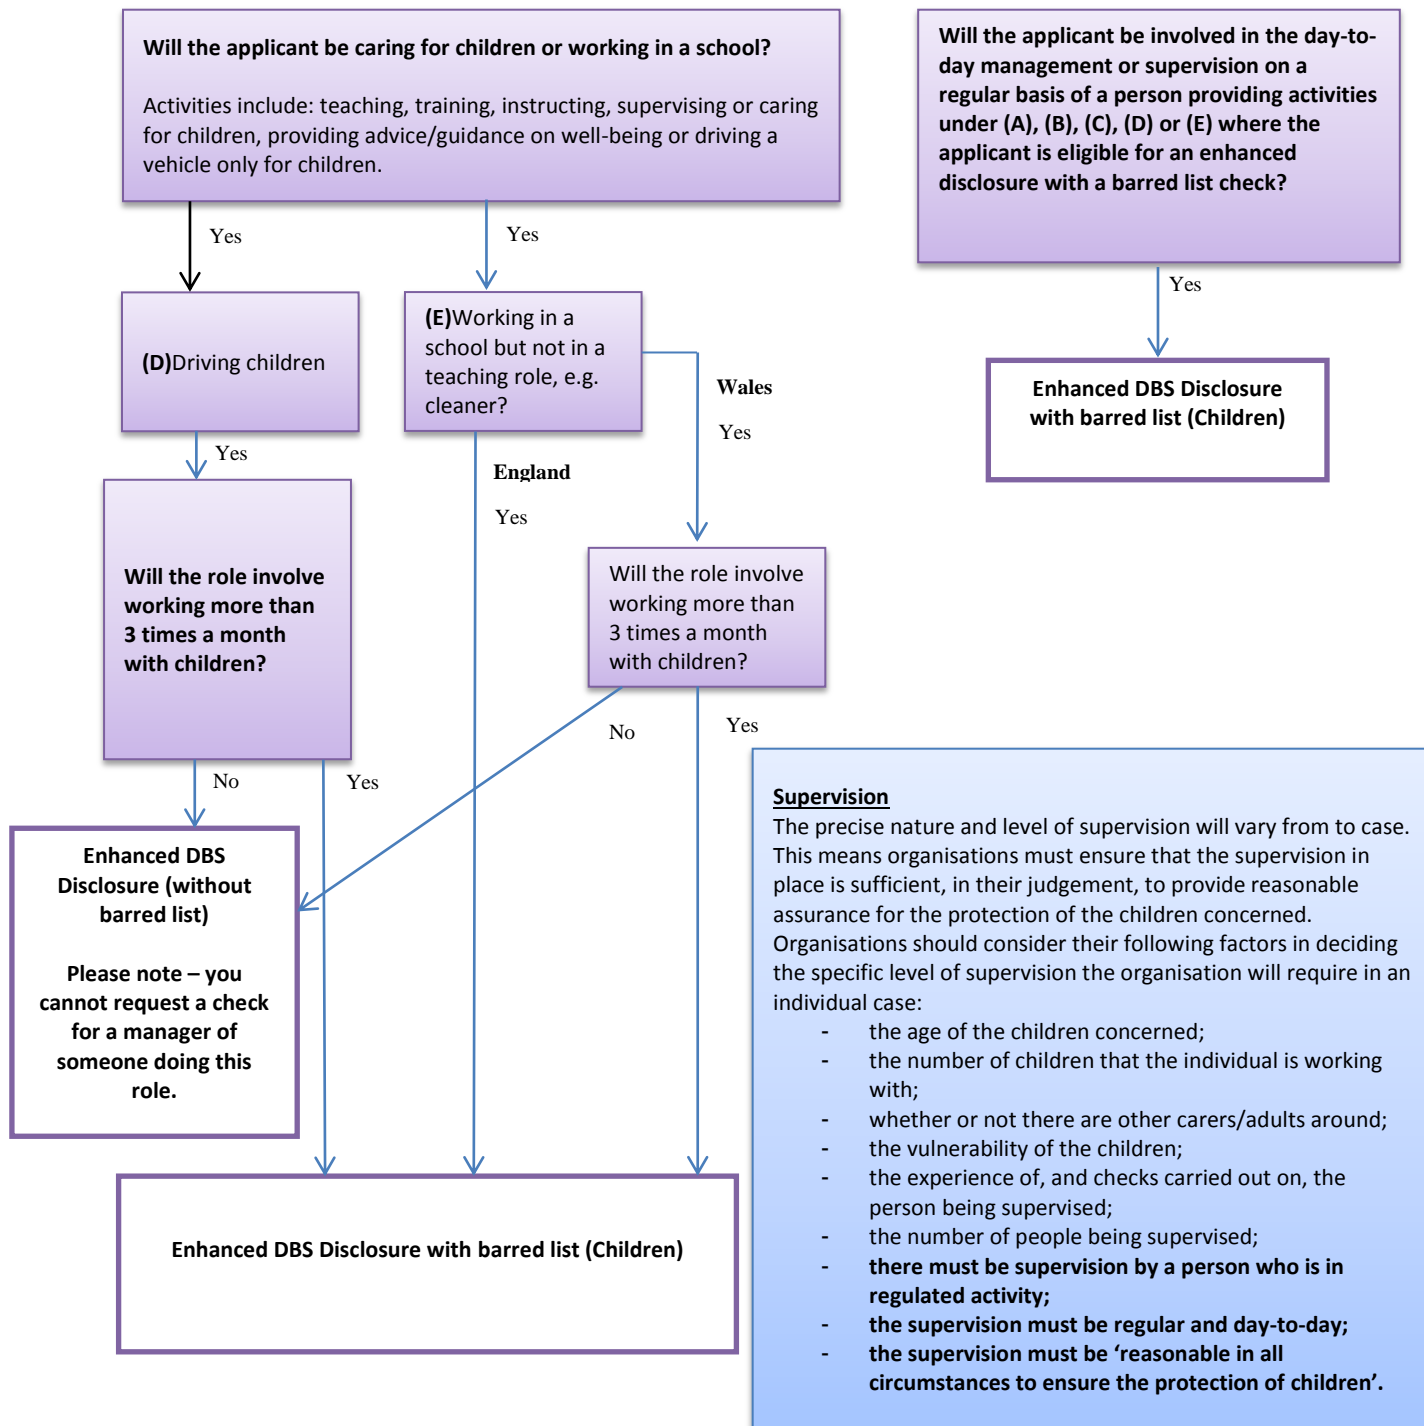 Will the applicant be caring for children or working in a school?
Activities include: teaching, training, instructing, supervising or caring
for children, providing advice/guidance on well-being or driving a
vehicle only for children.
Will the applicant be involved in the day-to-
day management or supervision on a
regular basis of a person providing activities
under (A), (B), (C), (D) or (E) where the
applicant is eligible for an enhanced
disclosure with a barred list check?
Yes
Yes
Yes
(D)Driving children
(E)Working in a
school but not in a
teaching role, e.g.
cleaner?
Enhanced DBS Disclosure
with barred list (Children)
Wales
Yes
Yes
England
Yes
Will the role involve
working more than
3 times a month
with children?
Will the role involve
working more than
3 times a month
with children?
No
Yes
No
Yes
Enhanced DBS
Disclosure (without
barred list)
Please note – you
cannot request a check
for a manager of
someone doing this
role.
Enhanced DBS Disclosure with barred list (Children)
Supervision
The precise nature and level of supervision will vary from to case.
This means organisations must ensure that the supervision in
place is sufficient, in their judgement, to provide reasonable
assurance for the protection of the children concerned.
Organisations should consider their following factors in deciding
the specific level of supervision the organisation will require in an
individual case:
- the age of the children concerned;
- the number of children that the individual is working
with;
- whether or not there are other carers/adults around;
- the vulnerability of the children;
- the experience of, and checks carried out on, the
person being supervised;
- the number of people being supervised;
- there must be supervision by a person who is in
regulated activity;
- the supervision must be regular and day-to-day;
- the supervision must be ‘reasonable in all
circumstances to ensure the protection of children’.